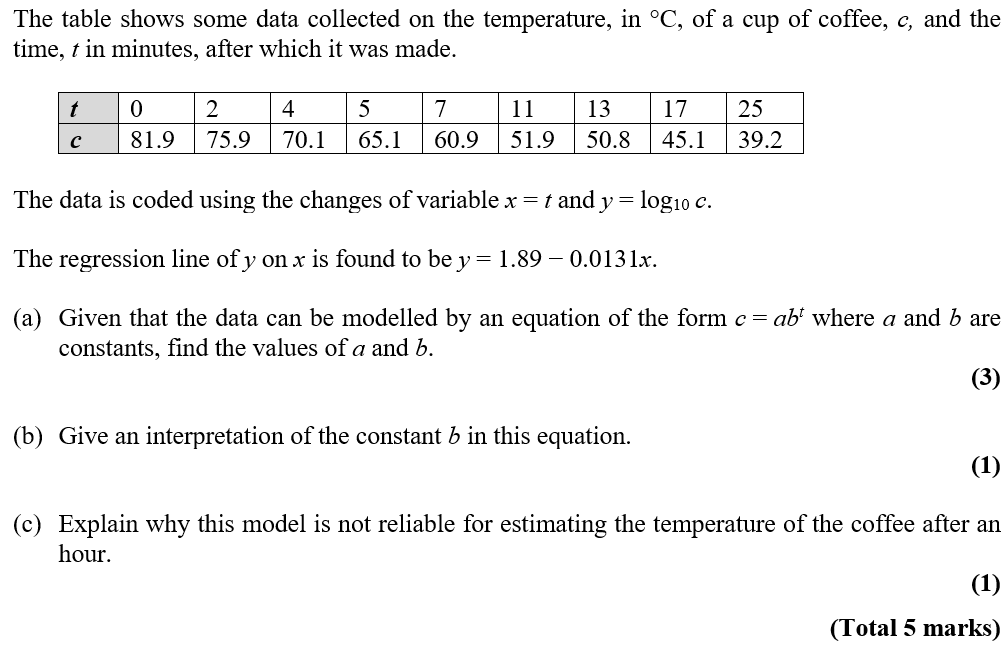 The table shows some data collected on the temperature, in °C, of a cup of coffee, c, and the
time, t in minutes, after which it was made.
t 0 2 4 5 7 11 13 17 25
c 81.9 75.9 70.1 65.1 60.9 51.9 50.8 45.1 39.2
The data is coded using the changes of variable x = t and y = log₁₀ c.
The regression line of y on x is found to be y = 1.89 − 0.0131x.
(a) Given that the data can be modelled by an equation of the form c = abᵗ where a and b are
constants, find the values of a and b.
(3)
(b) Give an interpretation of the constant b in this equation.
(1)
(c) Explain why this model is not reliable for estimating the temperature of the coffee after an
hour.
(1)
(Total 5 marks)